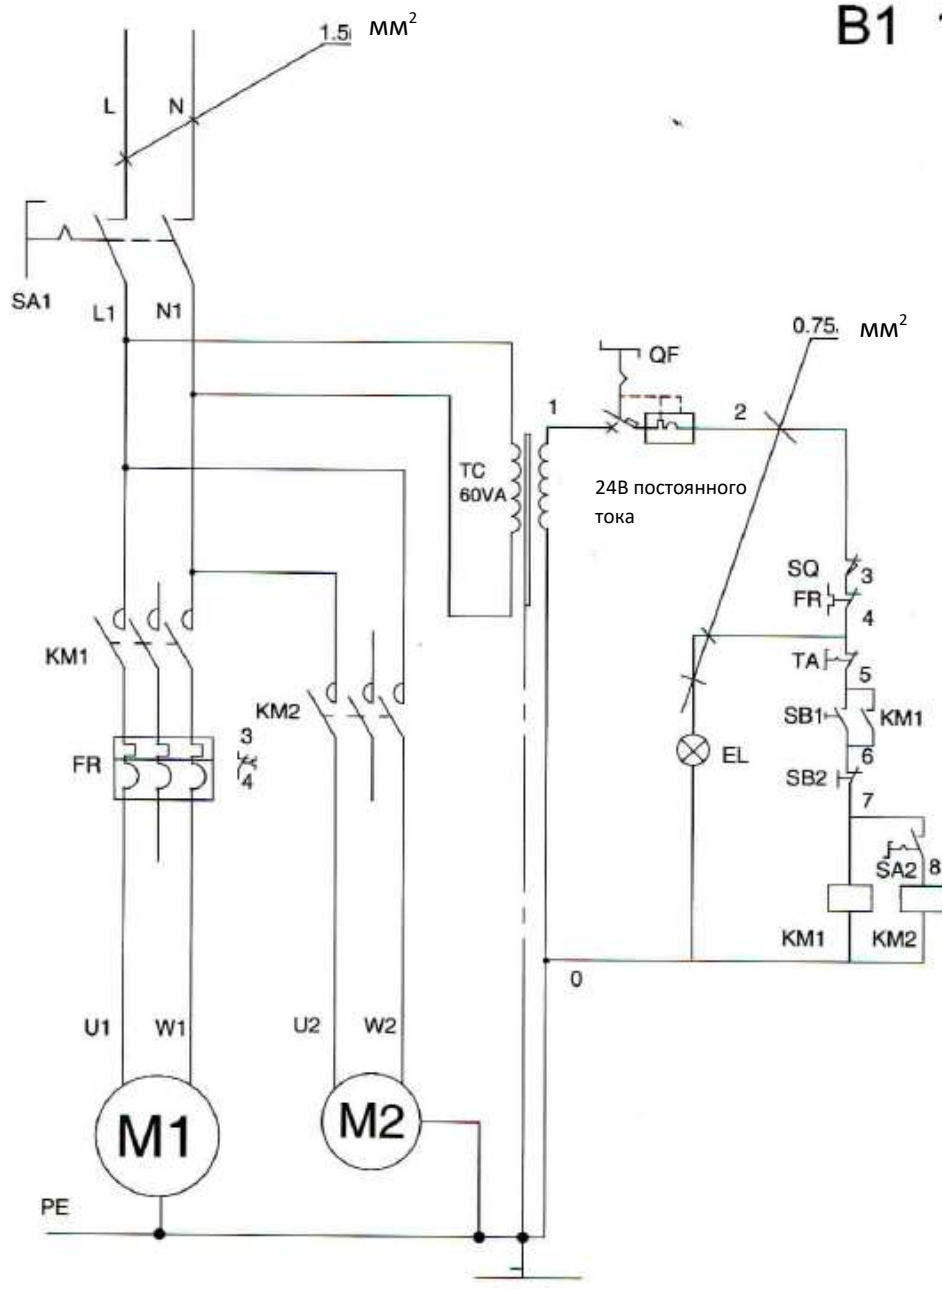 B1
1.5 мм²
L N
SA1
L1 N1
0.75 мм²
QF
1
2
TC
60VA
24В постоянного
тока
SQ
3
FR
4
TA
5
KM1
SB1
KM1
KM2
6
3
FR
4
EL
SB2
7
SA2
8
KM1 KM2
0
U1 W1 U2 W2
M1
M2
PE